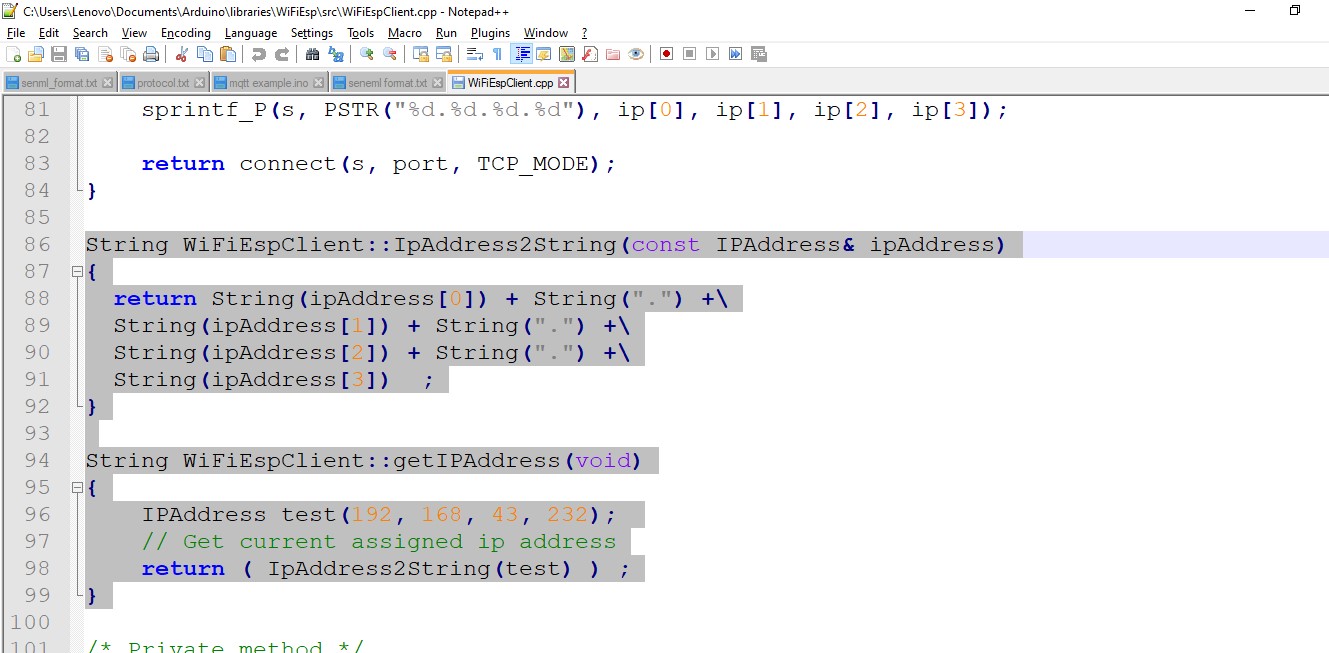 C:\Users\Lenovo\Documents\Arduino\libraries\WiFiEsp\src\WiFiEspClient.cpp - Notepad++
File Edit Search View Encoding Language Settings Tools Macro Run Plugins Window ?
senml_format.txt protocol.txt mqtt example.ino seneml format.txt WiFiEspClient.cpp
81 sprintf_P(s, PSTR("%d.%d.%d.%d"), ip[0], ip[1], ip[2], ip[3]);
82
83 return connect(s, port, TCP_MODE);
84 }
85
86 String WiFiEspClient::IpAddress2String(const IPAddress& ipAddress)
87 {
88 return String(ipAddress[0]) + String(".") +\
89 String(ipAddress[1]) + String(".") +\
90 String(ipAddress[2]) + String(".") +\
91 String(ipAddress[3]) ;
92 }
93
94 String WiFiEspClient::getIPAddress(void)
95 {
96 IPAddress test(192, 168, 43, 232);
97 // Get current assigned ip address
98 return ( IpAddress2String(test) ) ;
99 }
100
101 /* Private method */